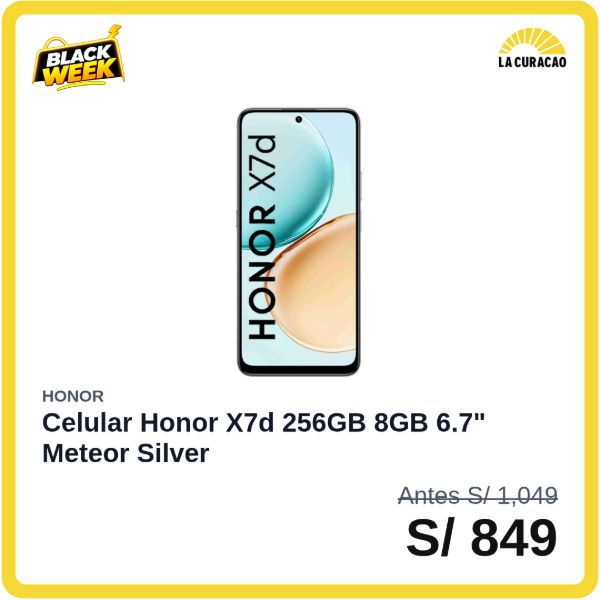 BLACK
WEEK
LA CURACAO
HONOR X7d
HONOR
Celular Honor X7d 256GB 8GB 6.7"
Meteor Silver
Antes S/ 1,049
S/ 849